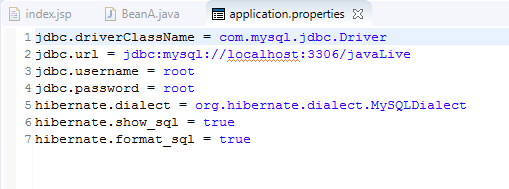 index.jsp BeanA.java application.properties
1 jdbc.driverClassName = com.mysql.jdbc.Driver
2 jdbc.url = jdbc:mysql://localhost:3306/javaLive
3 jdbc.username = root
4 jdbc.password = root
5 hibernate.dialect = org.hibernate.dialect.MySQLDialect
6 hibernate.show_sql = true
7 hibernate.format_sql = true